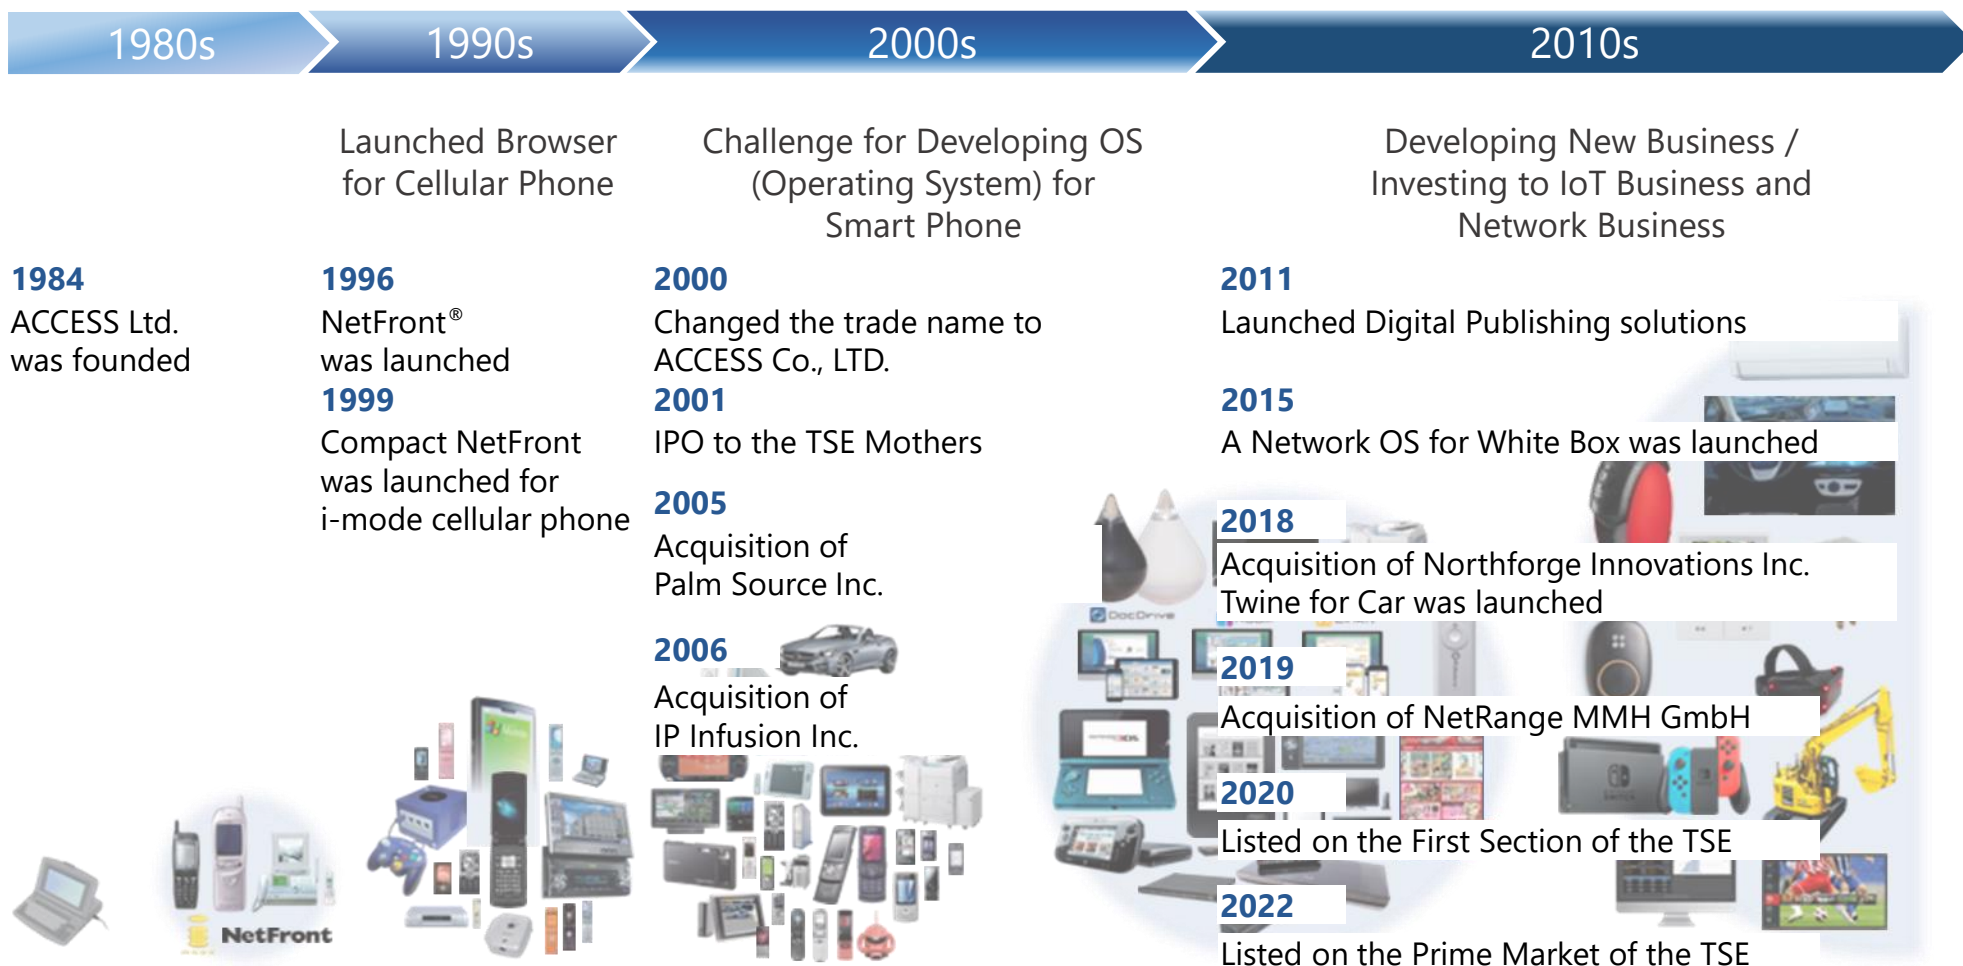 1980s
1990s
2000s
2010s
Launched Browser
for Cellular Phone
Challenge for Developing OS
(Operating System) for
Smart Phone
Developing New Business /
Investing to IoT Business and
Network Business
1984
ACCESS Ltd.
was founded
1996
NetFront®
was launched
1999
Compact NetFront
was launched for
i-mode cellular phone
2000
Changed the trade name to
ACCESS Co., LTD.
2001
IPO to the TSE Mothers
2005
Acquisition of
Palm Source Inc.
2006
Acquisition of
IP Infusion Inc.
2011
Launched Digital Publishing solutions
2015
A Network OS for White Box was launched
2018
Acquisition of Northforge Innovations Inc.
Twine for Car was launched
2019
Acquisition of NetRange MMH GmbH
2020
Listed on the First Section of the TSE
2022
Listed on the Prime Market of the TSE
DocDrive
NetFront
SWITCH